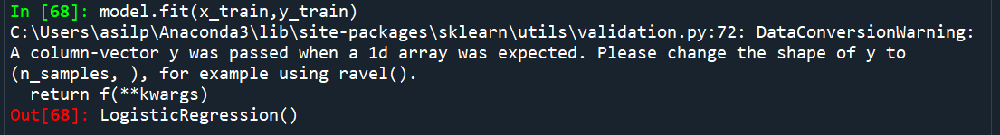 In [68]: model.fit(x_train,y_train)
C:\Users\asilp\Anaconda3\lib\site-packages\sklearn\utils\validation.py:72: DataConversionWarning:
A column-vector y was passed when a 1d array was expected. Please change the shape of y to
(n_samples, ), for example using ravel().
  return f(**kwargs)
Out[68]: LogisticRegression()